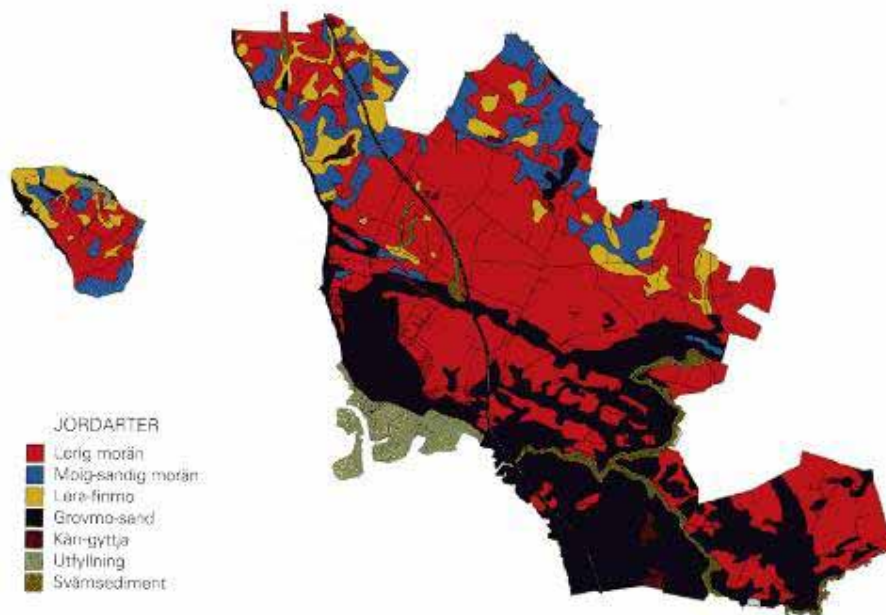 JORDARTER
Lerig morän
Moig-sandig morän
Lera-finmo
Grovmo-sand
Kärr-gyttja
Utfyllning
Svämsediment